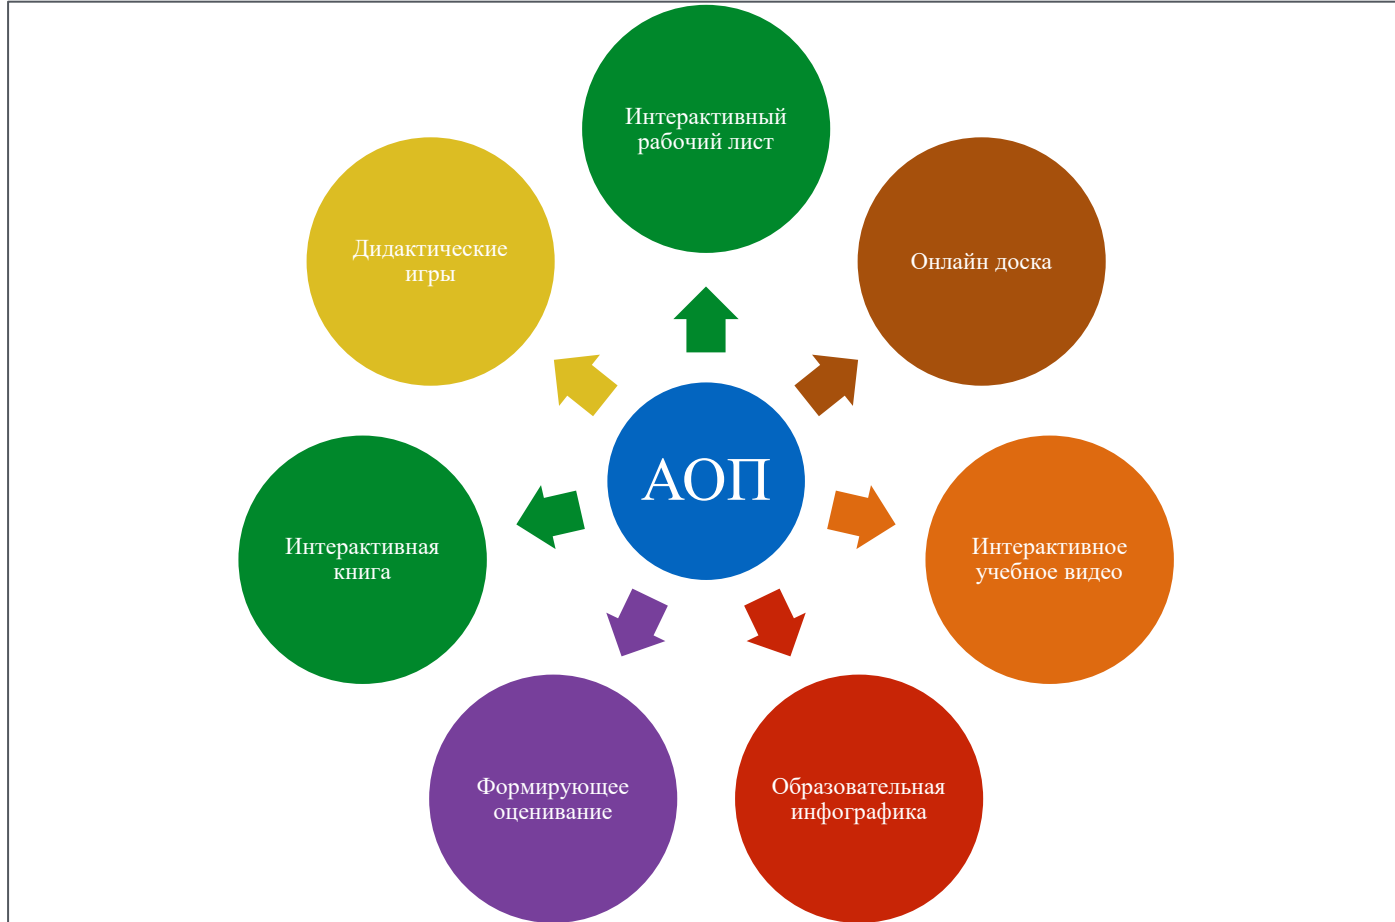 Интерактивный
рабочий лист
Онлайн доска
Интерактивное
учебное видео
Образовательная
инфографика
Формирующее
оценивание
Интерактивная
книга
Дидактические
игры
АОП